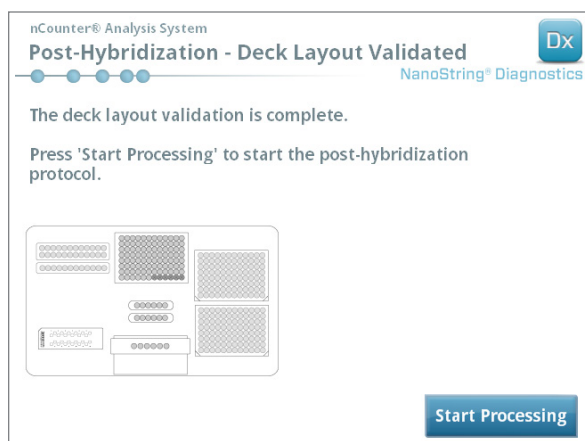 nCounter® Analysis System
Post-Hybridization - Deck Layout Validated
Dx
NanoString® Diagnostics
The deck layout validation is complete.
Press 'Start Processing' to start the post-hybridization
protocol.
Start Processing